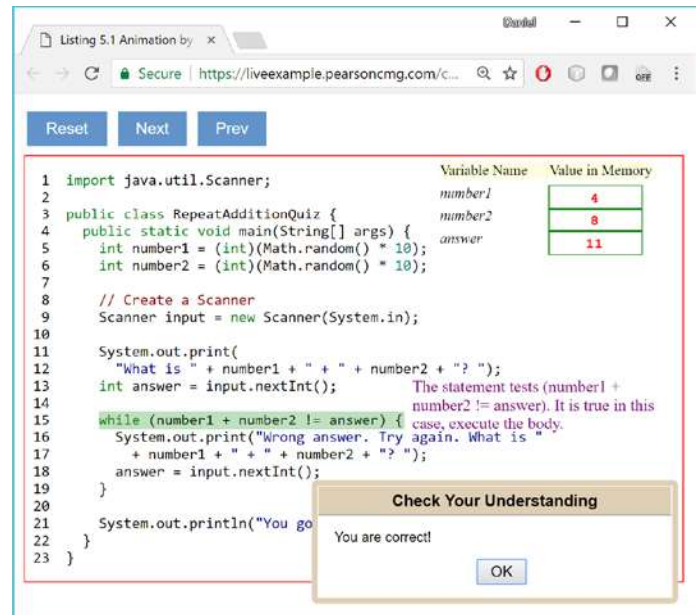 Daniel
Listing 5.1 Animation by
Secure | https://liveexample.pearsoncmg.com/c...
OFF
Reset Next Prev
Variable Name Value in Memory
number1 4
number2 8
answer 11
1 import java.util.Scanner;
2
3 public class RepeatAdditionQuiz {
4 public static void main(String[] args) {
5 int number1 = (int)(Math.random() * 10);
6 int number2 = (int)(Math.random() * 10);
7
8 // Create a Scanner
9 Scanner input = new Scanner(System.in);
10
11 System.out.print(
12 "What is " + number1 + " + " + number2 + "? ");
13 int answer = input.nextInt();
14
15 while (number1 + number2 != answer) {
16 System.out.print("Wrong answer. Try again. What is "
17 + number1 + " + " + number2 + "? ");
18 answer = input.nextInt();
19 }
20
21 System.out.println("You go
22 }
23 }
The statement tests (number1 +
number2 != answer). It is true in this
case, execute the body.
Check Your Understanding
You are correct!
OK